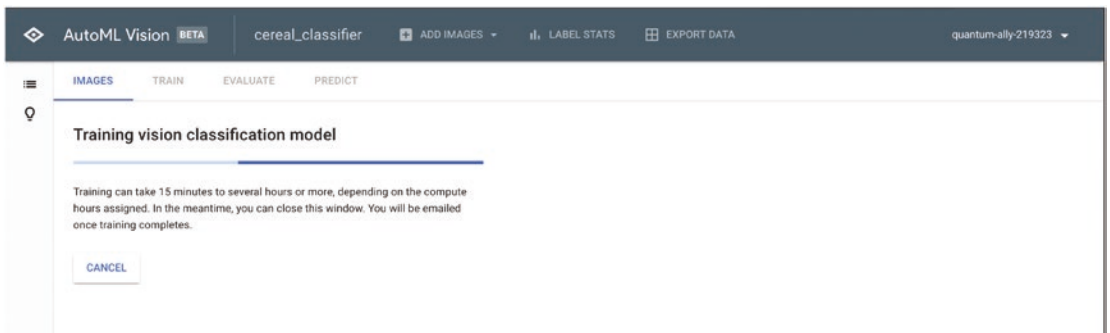 AutoML Vision BETA cereal_classifier ADD IMAGES LABEL STATS EXPORT DATA quantum-ally-219323
IMAGES TRAIN EVALUATE PREDICT
Training vision classification model
Training can take 15 minutes to several hours or more, depending on the compute
hours assigned. In the meantime, you can close this window. You will be emailed
once training completes.
CANCEL